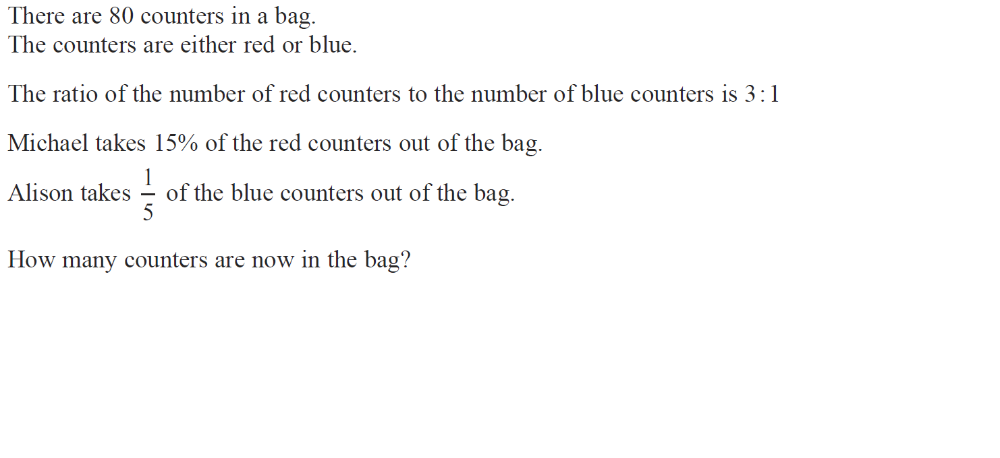 There are 80 counters in a bag.
The counters are either red or blue.
The ratio of the number of red counters to the number of blue counters is 3 : 1
Michael takes 15% of the red counters out of the bag.
Alison takes 1/5 of the blue counters out of the bag.
How many counters are now in the bag?